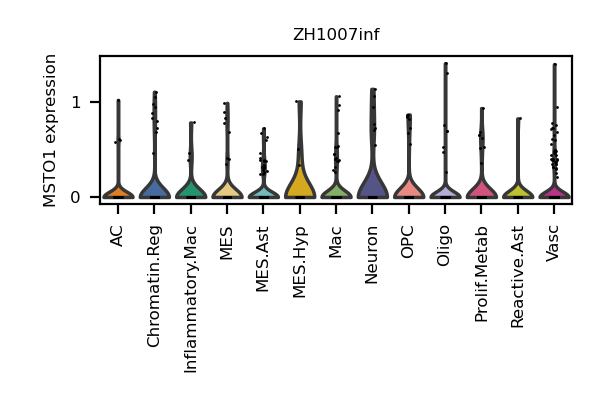 ZH1007inf
MSTO1 expression
1
0
AC
Chromatin.Reg
Inflammatory.Mac
MES
MES.Ast
MES.Hyp
Mac
Neuron
OPC
Oligo
Prolif.Metab
Reactive.Ast
Vasc